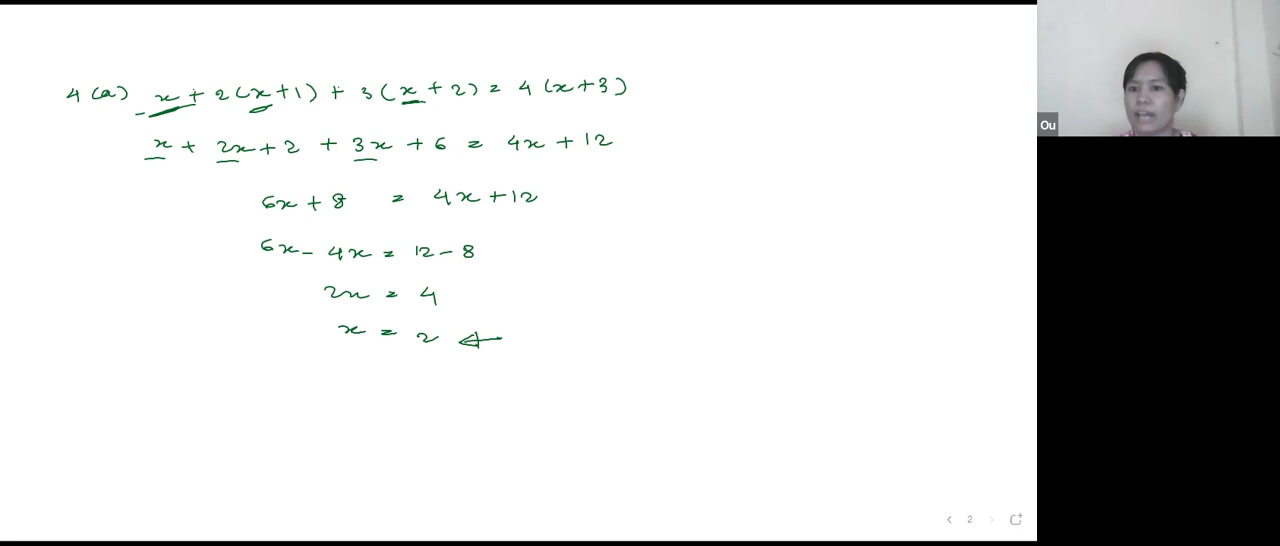 4(a) x + 2(x+1) + 3(x+2) = 4(x+3)
x + 2x + 2 + 3x + 6 = 4x + 12
6x + 8 = 4x + 12
6x - 4x = 12 - 8
2x = 4
x = 2
Ou
2